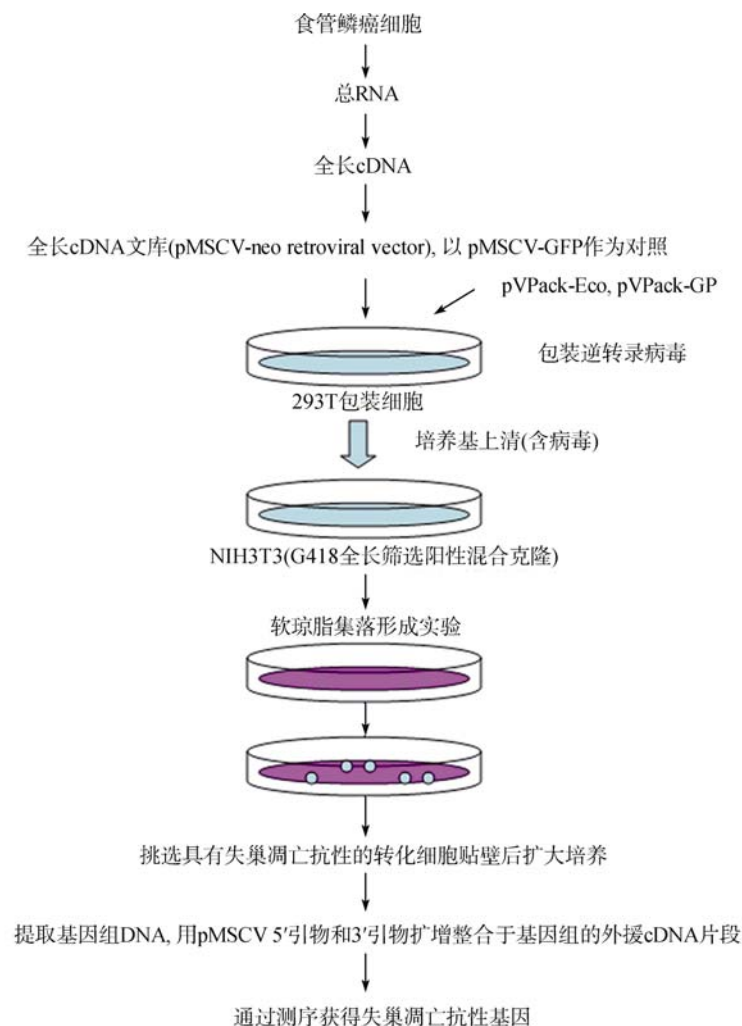 食管鳞癌细胞
总RNA
全长cDNA
全长cDNA文库(pMSCV-neo retroviral vector), 以 pMSCV-GFP作为对照
pVPack-Eco, pVPack-GP
包装逆转录病毒
293T包装细胞
培养基上清(含病毒)
NIH3T3(G418全长筛选阳性混合克隆)
软琼脂集落形成实验
挑选具有失巢凋亡抗性的转化细胞贴壁后扩大培养
提取基因组DNA, 用pMSCV 5′引物和3′引物扩增整合于基因组的外援cDNA片段
通过测序获得失巢凋亡抗性基因